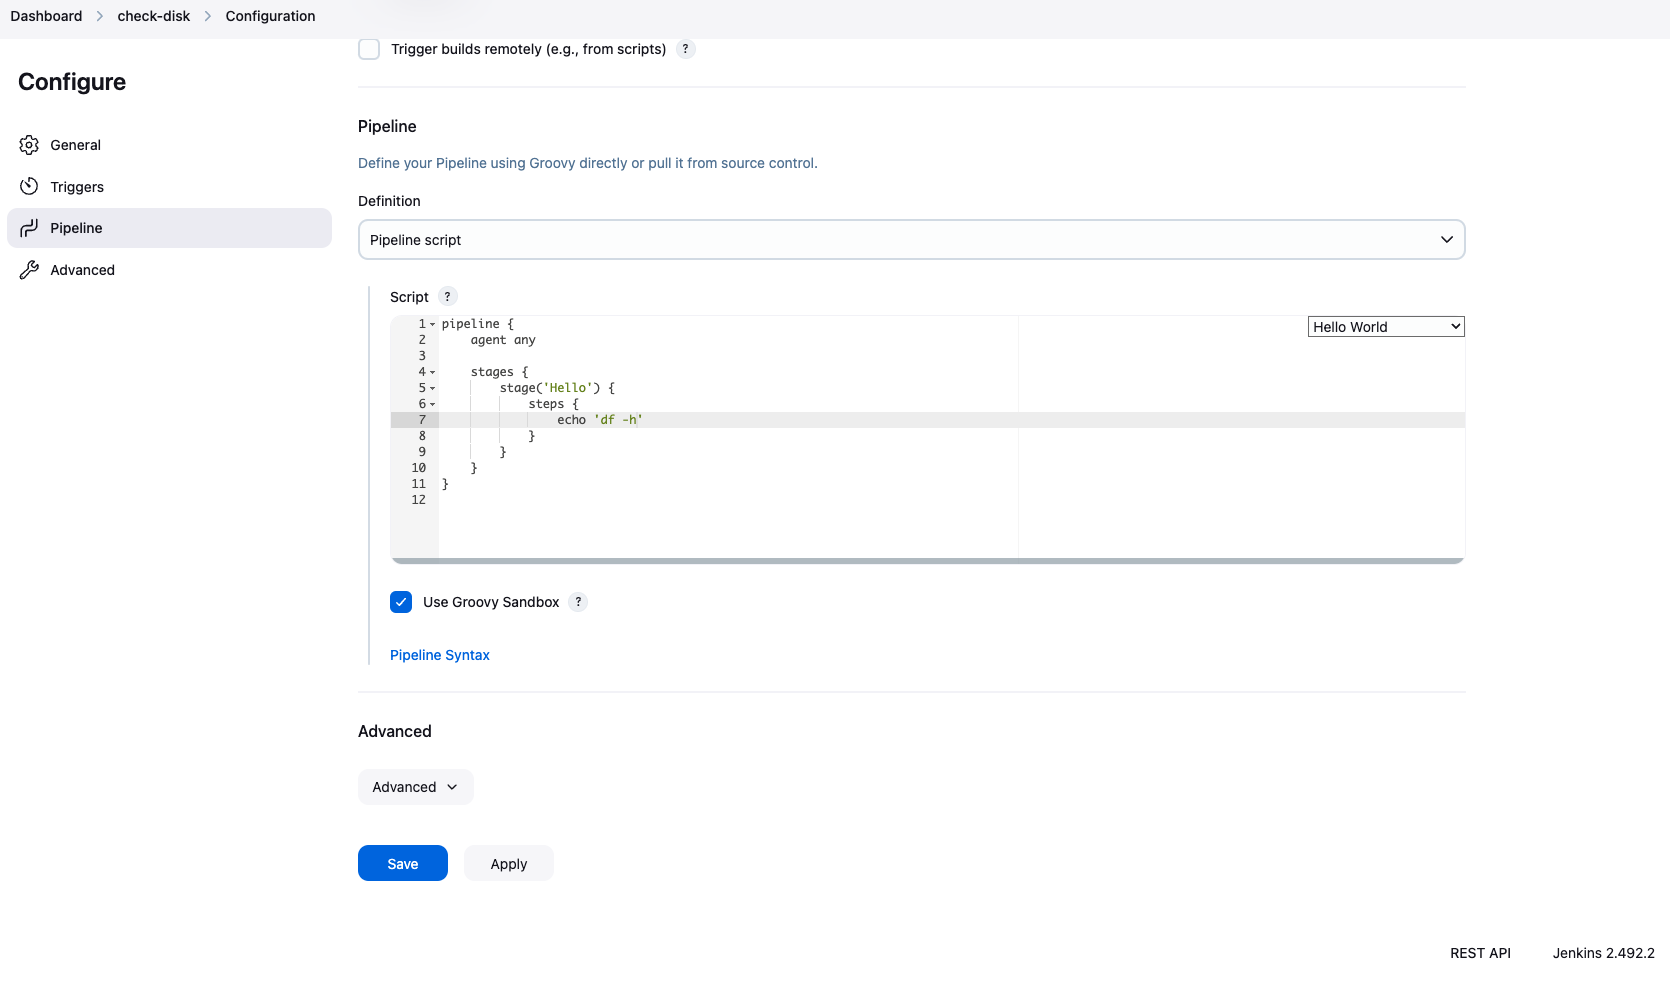 Dashboard > check-disk > Configuration
Configure
General
Triggers
Pipeline
Advanced
Trigger builds remotely (e.g., from scripts) ?
Pipeline
Define your Pipeline using Groovy directly or pull it from source control.
Definition
Pipeline script
Script ?
Hello World
1 pipeline {
2     agent any
3
4     stages {
5         stage('Hello') {
6             steps {
7                 echo 'df -h'
8             }
9         }
10     }
11 }
12
Use Groovy Sandbox ?
Pipeline Syntax
Advanced
Advanced
Save Apply
REST API Jenkins 2.492.2